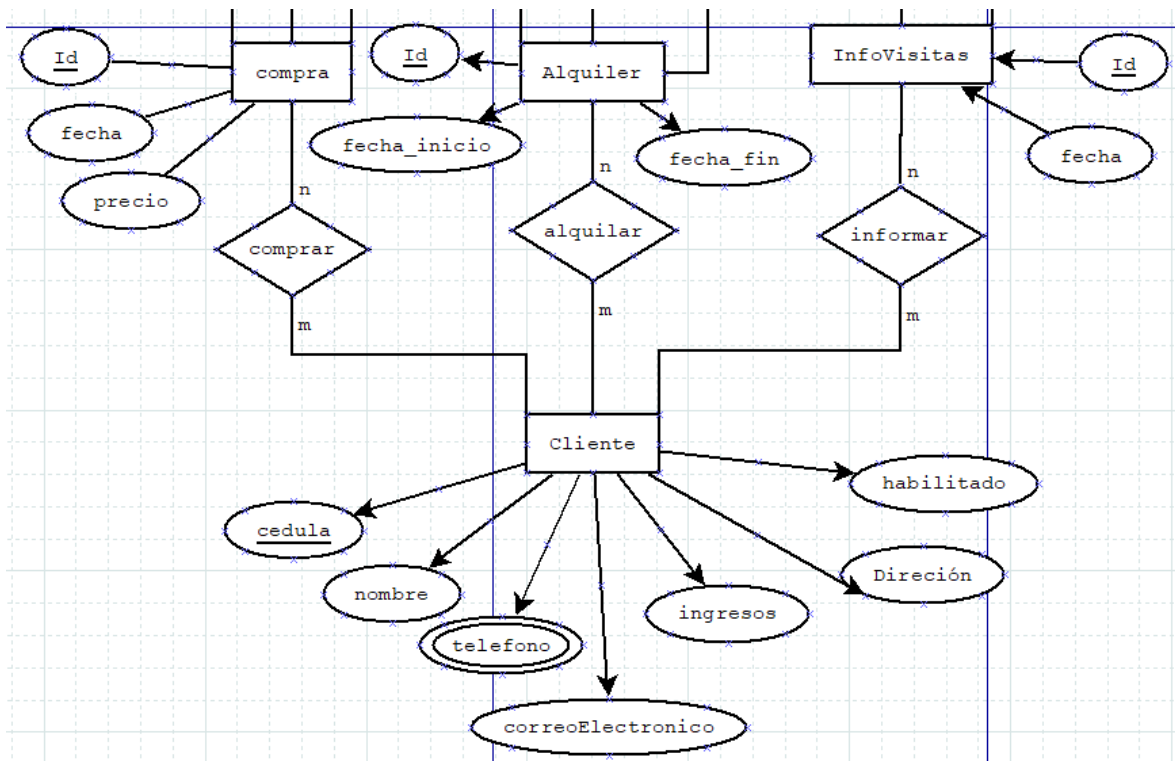 Id
compra
Id
Alquiler
InfoVisitas
Id
fecha
fecha_inicio
fecha_fin
fecha
precio
n
n
n
comprar
alquilar
informar
m
m
m
Cliente
habilitado
cedula
Direción
nombre
ingresos
telefono
correoElectronico